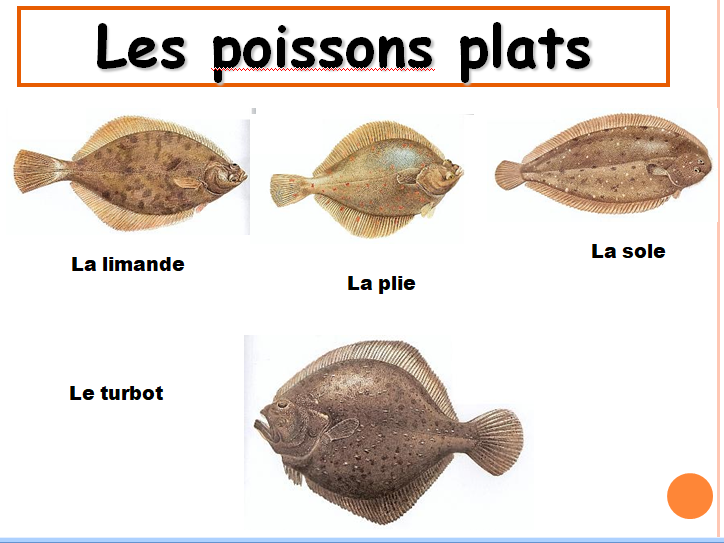 Les poissons plats
La limande
La plie
La sole
Le turbot